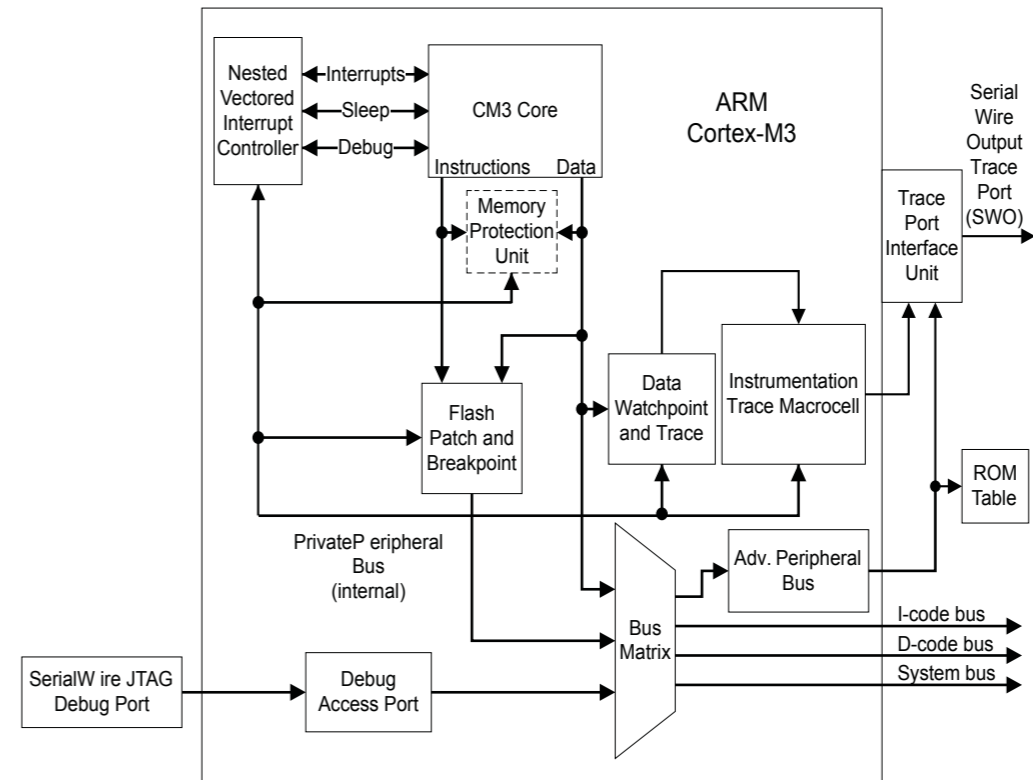 Nested
Vectored
Interrupt
Controller
Interrupts
Sleep
Debug
CM3 Core
Instructions Data
ARM
Cortex-M3
Serial
Wire
Output
Trace
Port
(SWO)
Trace
Port
Interface
Unit
Memory
Protection
Unit
Flash
Patch and
Breakpoint
Data
Watchpoint
and Trace
Instrumentation
Trace Macrocell
ROM
Table
PrivateP eripheral
Bus
(internal)
Adv. Peripheral
Bus
Bus
Matrix
I-code bus
D-code bus
System bus
SerialW ire JTAG
Debug Port
Debug
Access Port